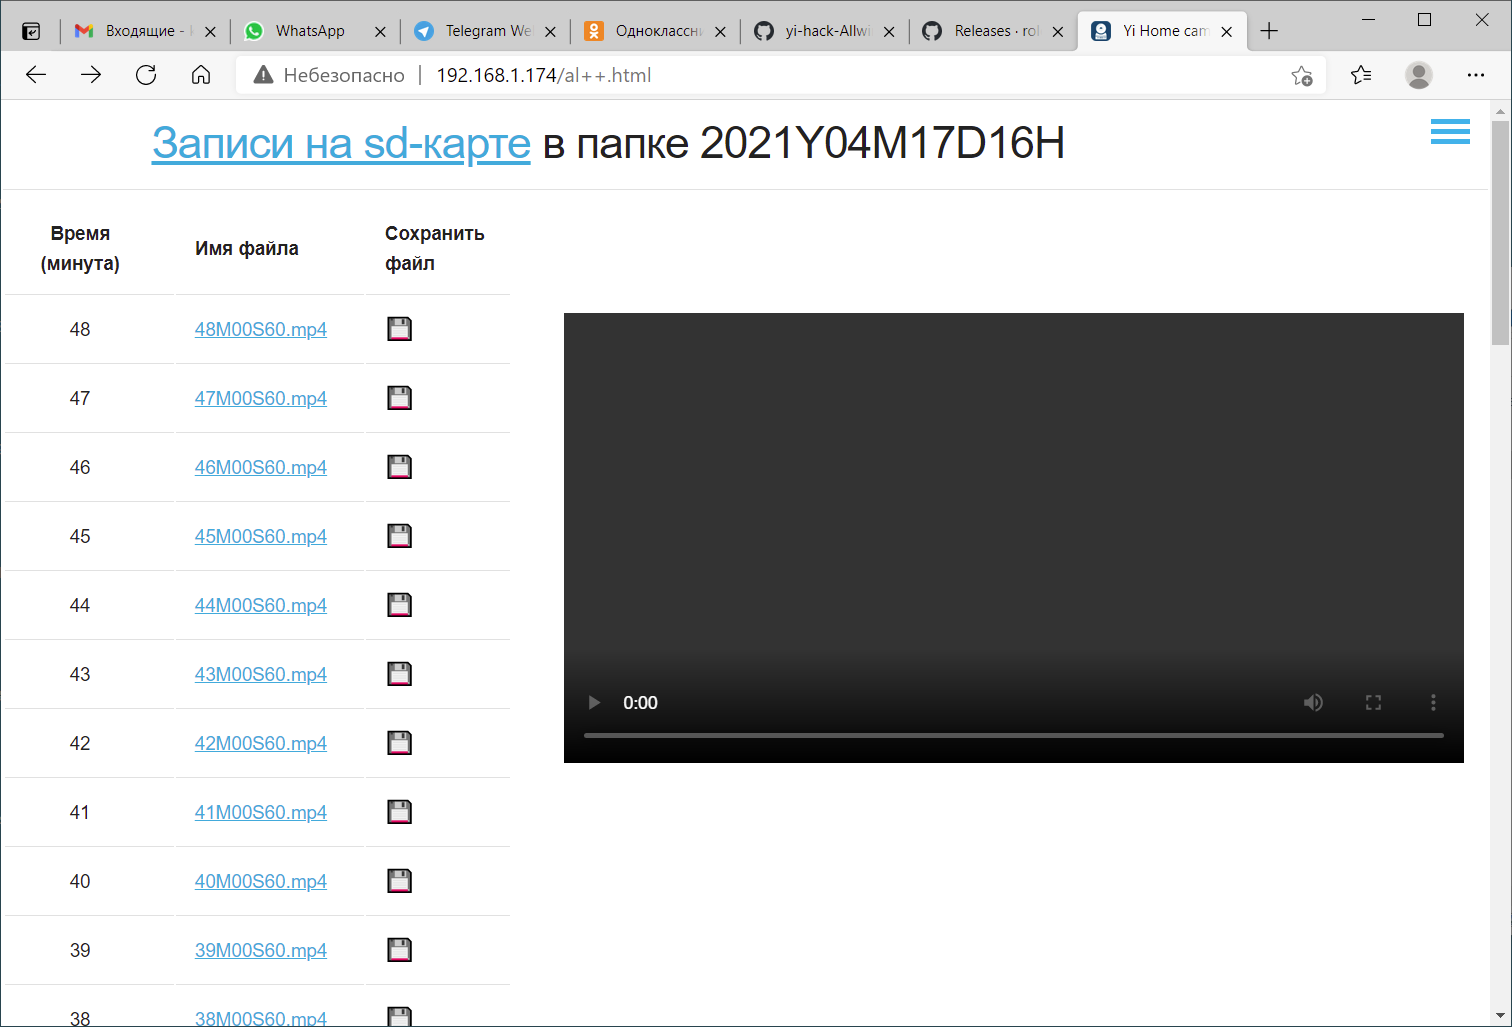 Входящие -
WhatsApp
Telegram We
Одноклассн
yi-hack-Allwi
Releases · rol
Yi Home cam
Небезопасно | 192.168.1.174/al++.html
Записи на sd-карте в папке 2021Y04M17D16H
Время (минута)
Имя файла
Сохранить файл
48 48M00S60.mp4
47 47M00S60.mp4
46 46M00S60.mp4
45 45M00S60.mp4
44 44M00S60.mp4
43 43M00S60.mp4
42 42M00S60.mp4
41 41M00S60.mp4
40 40M00S60.mp4
39 39M00S60.mp4
38 38M00S60.mp4
0:00